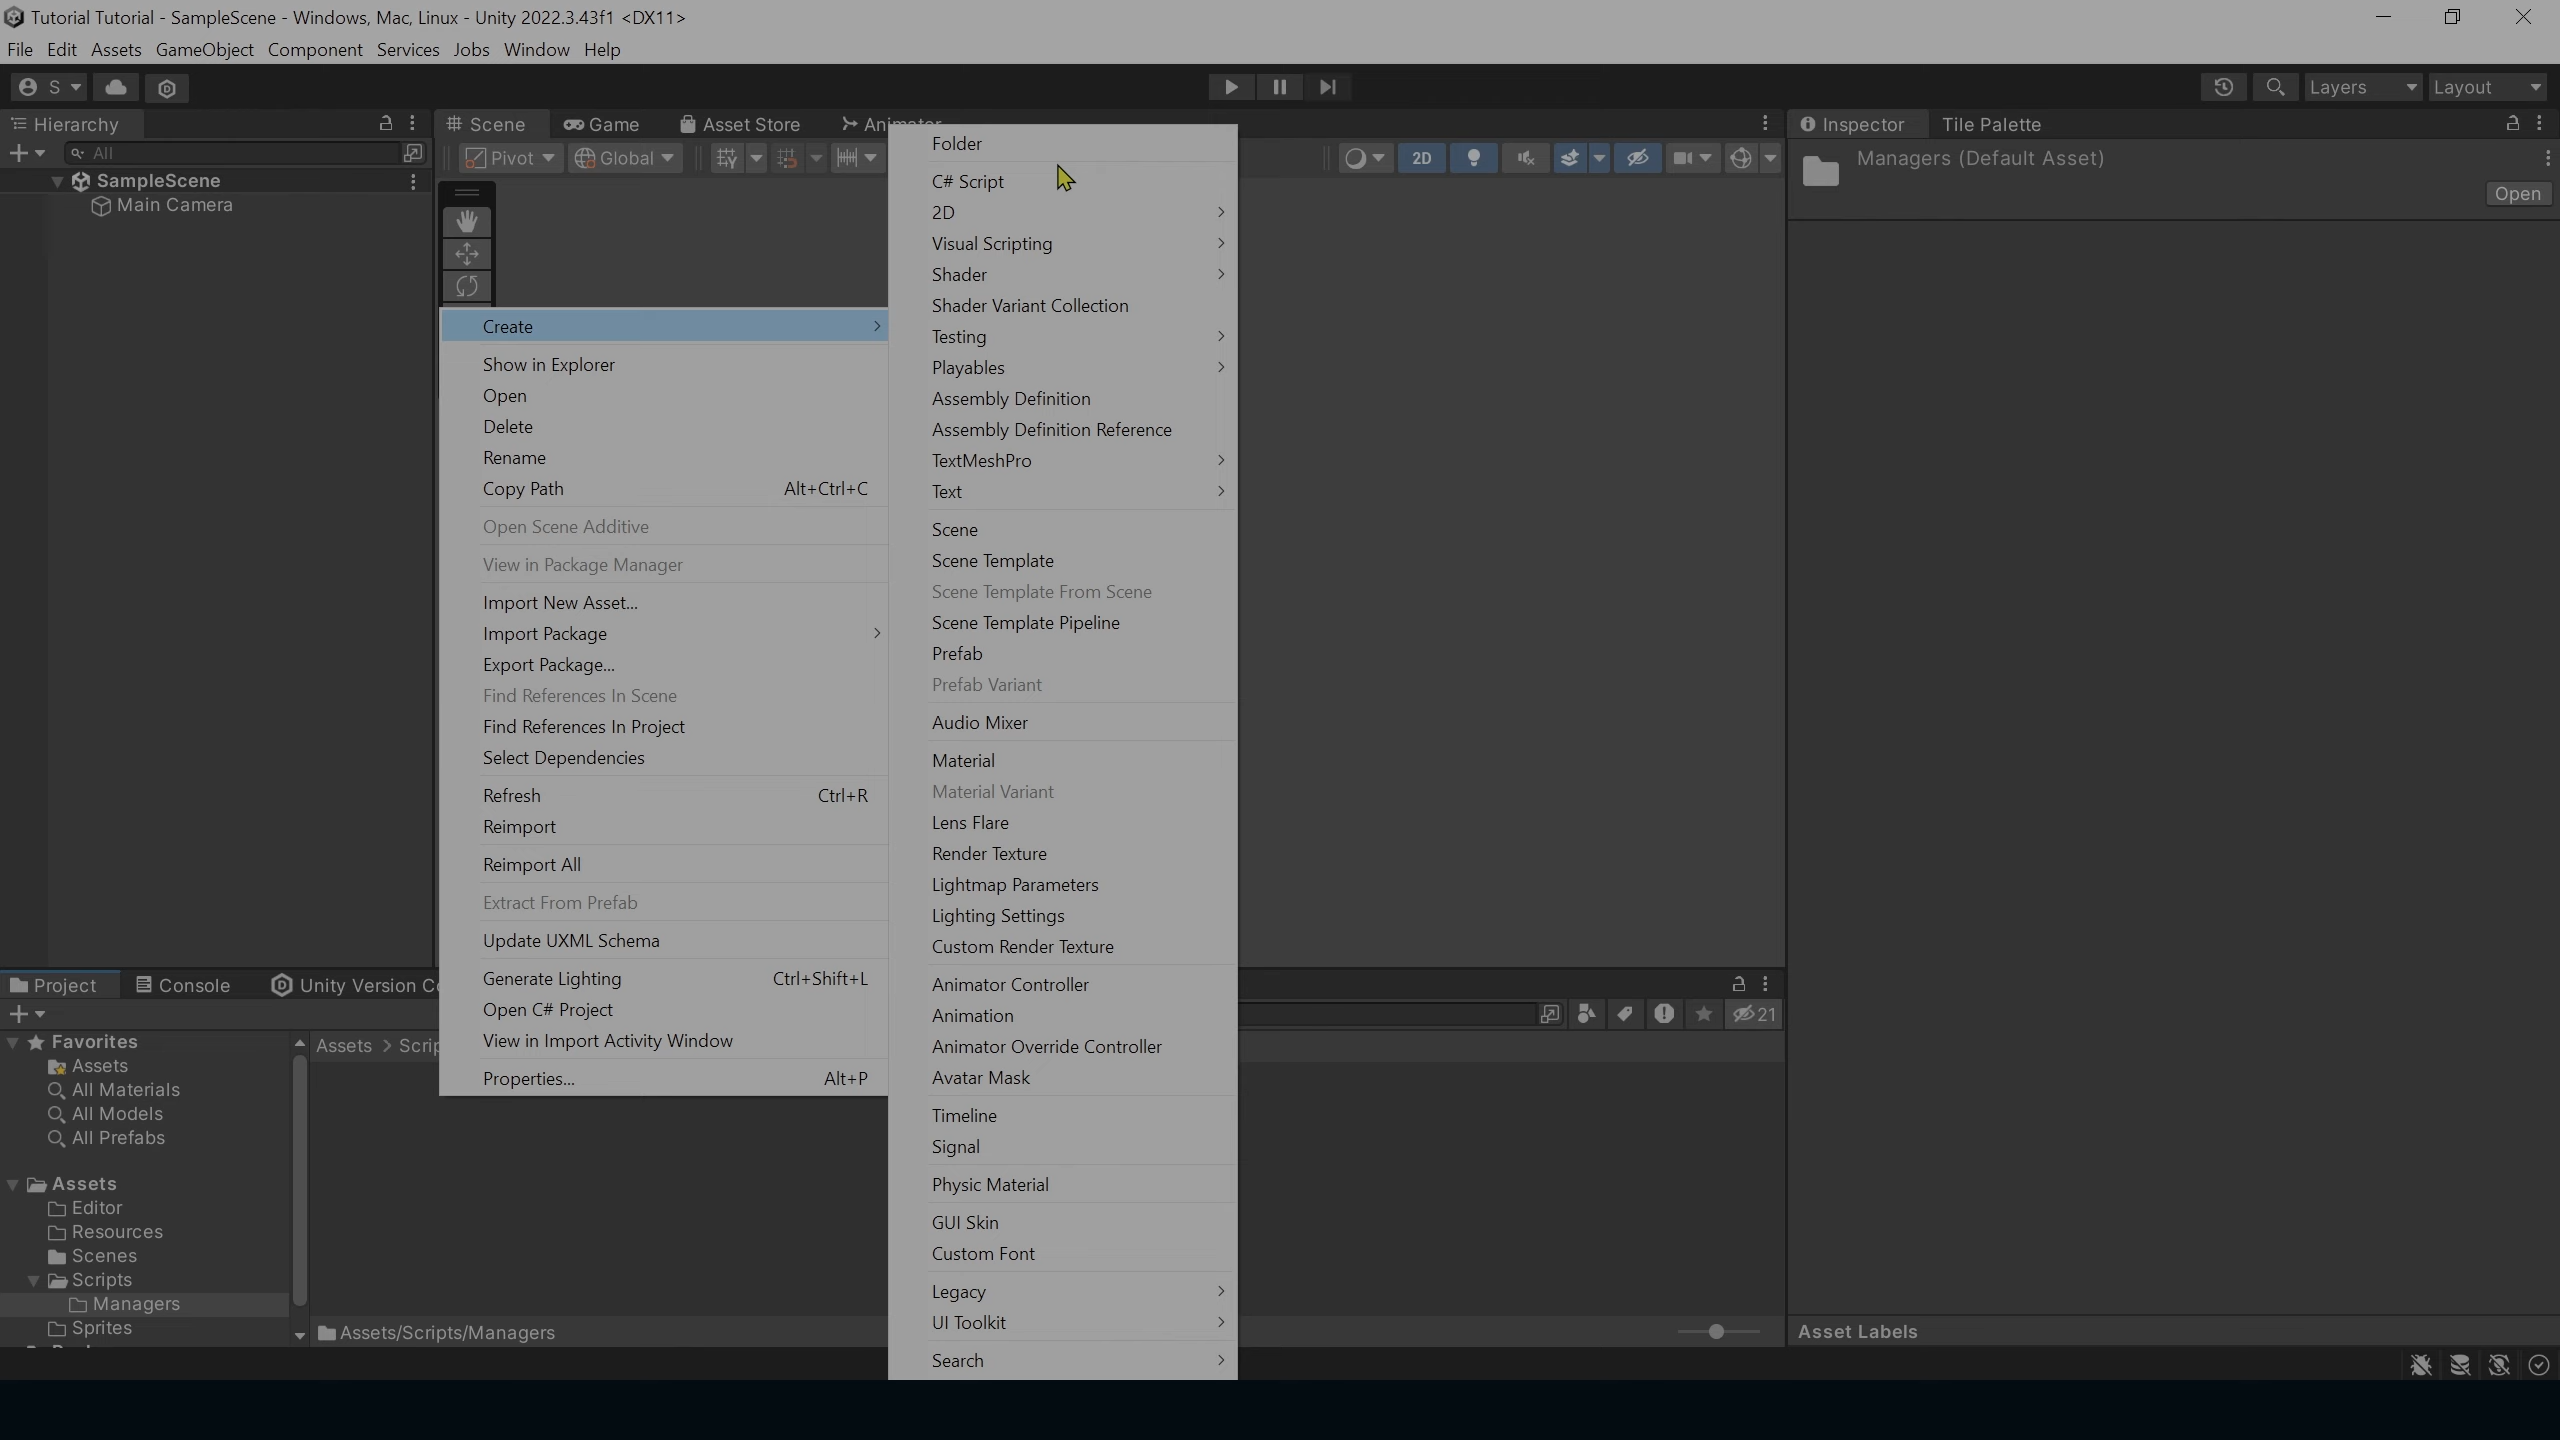 Tutorial Tutorial - SampleScene - Windows, Mac, Linux - Unity 2022.3.43f1 <DX11>
File Edit Assets GameObject Component Services Jobs Window Help
S
Layers
Layout
Hierarchy
All
SampleScene
Main Camera
Scene
Game
Asset Store
Animator
Pivot
Global
2D
Inspector
Tile Palette
Managers (Default Asset)
Open
Create
Show in Explorer
Open
Delete
Rename
Copy Path Alt+Ctrl+C
Open Scene Additive
View in Package Manager
Import New Asset...
Import Package
Export Package...
Find References In Scene
Find References In Project
Select Dependencies
Refresh Ctrl+R
Reimport
Reimport All
Extract From Prefab
Update UXML Schema
Generate Lighting Ctrl+Shift+L
Open C# Project
View in Import Activity Window
Properties... Alt+P
Folder
C# Script
2D
Visual Scripting
Shader
Shader Variant Collection
Testing
Playables
Assembly Definition
Assembly Definition Reference
TextMeshPro
Text
Scene
Scene Template
Scene Template From Scene
Scene Template Pipeline
Prefab
Prefab Variant
Audio Mixer
Material
Material Variant
Lens Flare
Render Texture
Lightmap Parameters
Lighting Settings
Custom Render Texture
Animator Controller
Animation
Animator Override Controller
Avatar Mask
Timeline
Signal
Physic Material
GUI Skin
Custom Font
Legacy
UI Toolkit
Search
Project
Console
Unity Version Co
21
Favorites
Assets
All Materials
All Models
All Prefabs
Assets
Editor
Resources
Scenes
Scripts
Managers
Sprites
Assets > Scrip
Assets/Scripts/Managers
Asset Labels